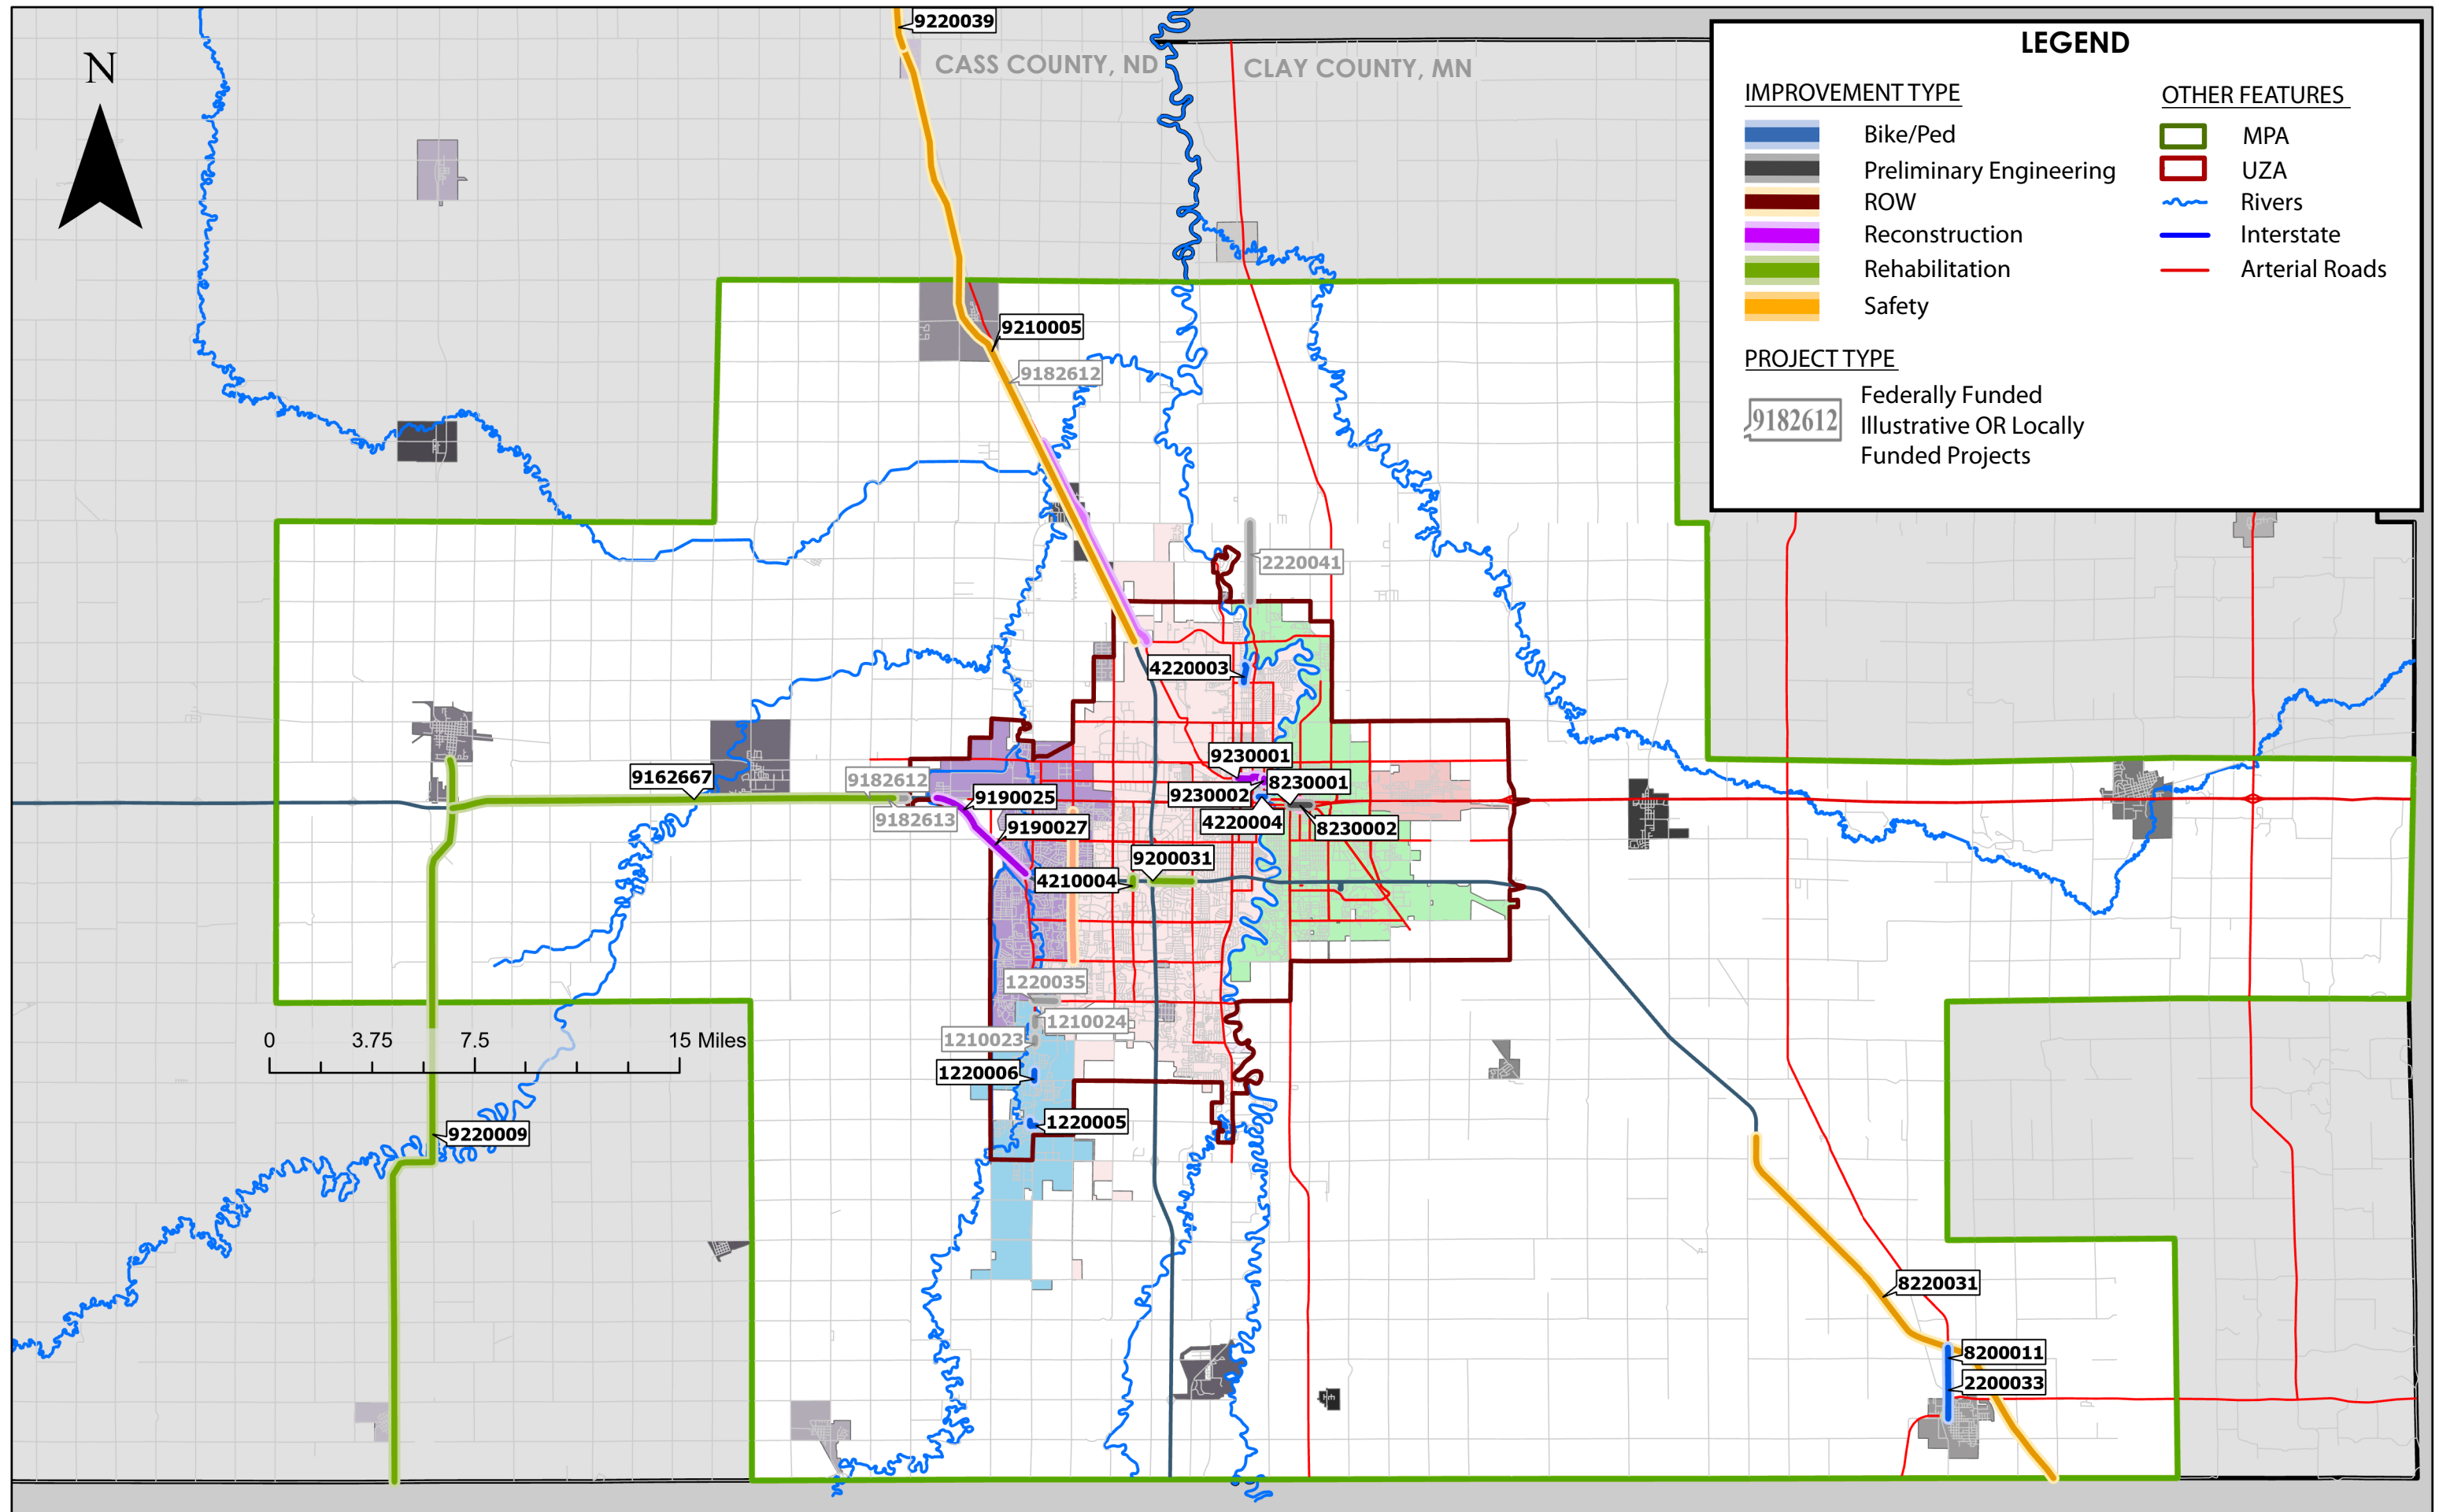 LEGEND
IMPROVEMENT TYPE
Bike/Ped
Preliminary Engineering
ROW
Reconstruction
Rehabilitation
Safety
PROJECT TYPE
9182612
Federally Funded
Illustrative OR Locally
Funded Projects
OTHER FEATURES
MPA
UZA
Rivers
Interstate
Arterial Roads
N
CASS COUNTY, ND
CLAY COUNTY, MN
9220039
9210005
9182612
2220041
4220003
9230001
9162667
9182612
8230001
9190025
9230002
9182613
4220004
9190027
8230002
9200031
4210004
1220035
1210024
1210023
0 3.75 7.5 15 Miles
1220006
1220005
9220009
8220031
8200011
2200033